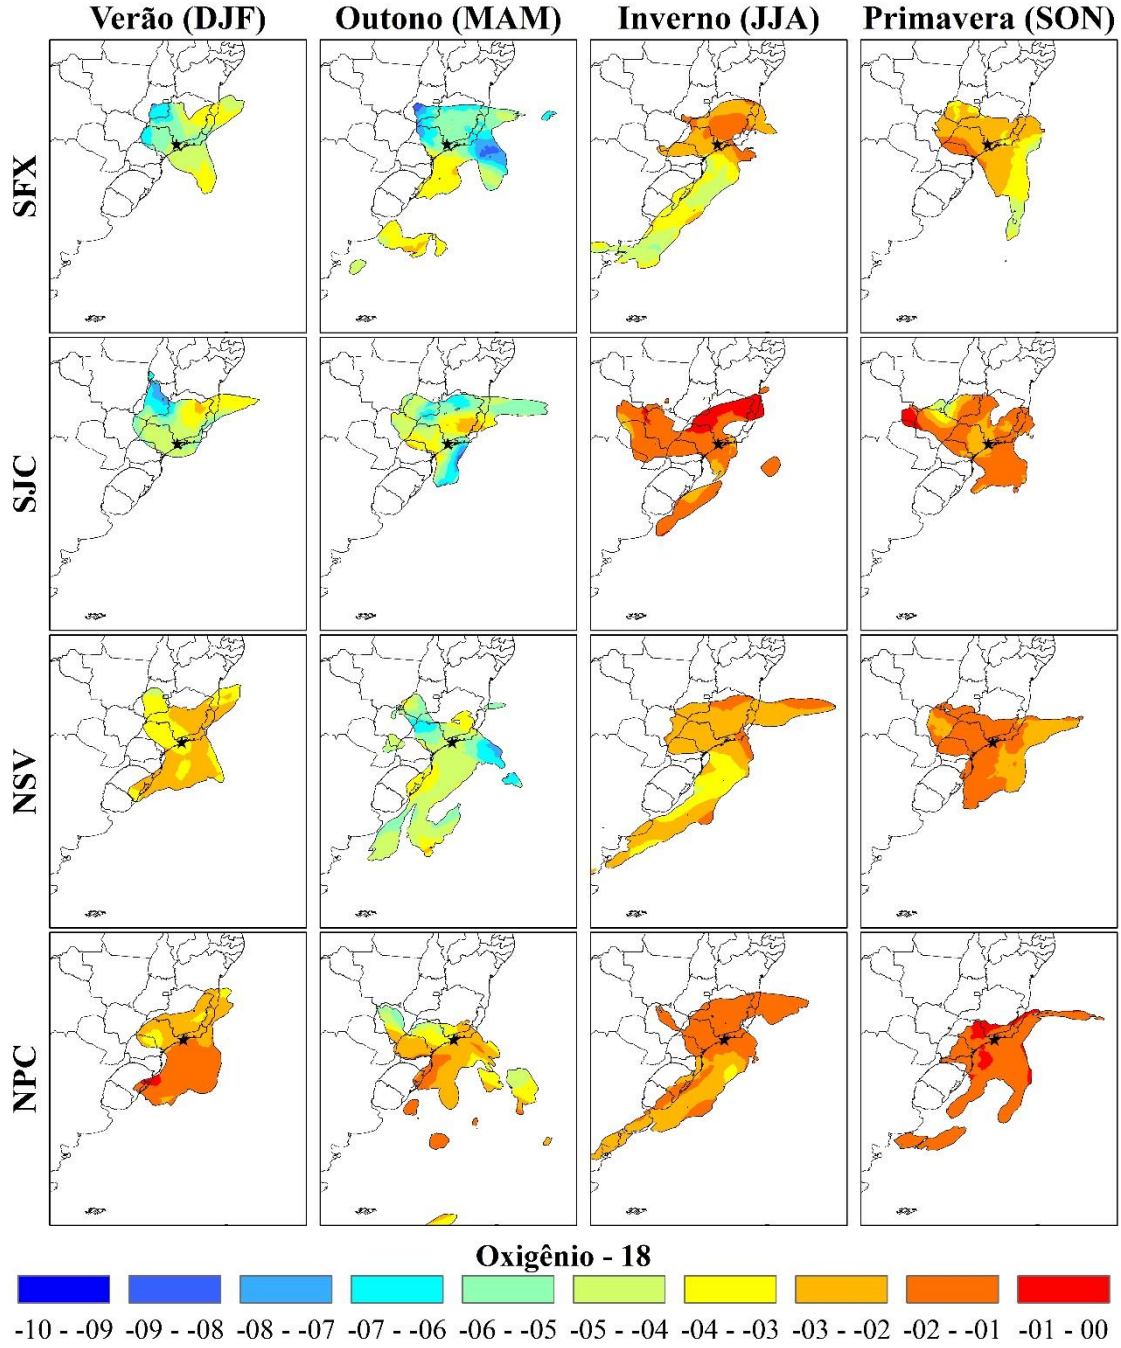 Verão (DJF) Outono (MAM) Inverno (JJA) Primavera (SON)
SFX
SJC
NSV
NPC
Oxigênio - 18
-10 - -09 -09 - -08 -08 - -07 -07 - -06 -06 - -05 -05 - -04 -04 - -03 -03 - -02 -02 - -01 -01 - 00